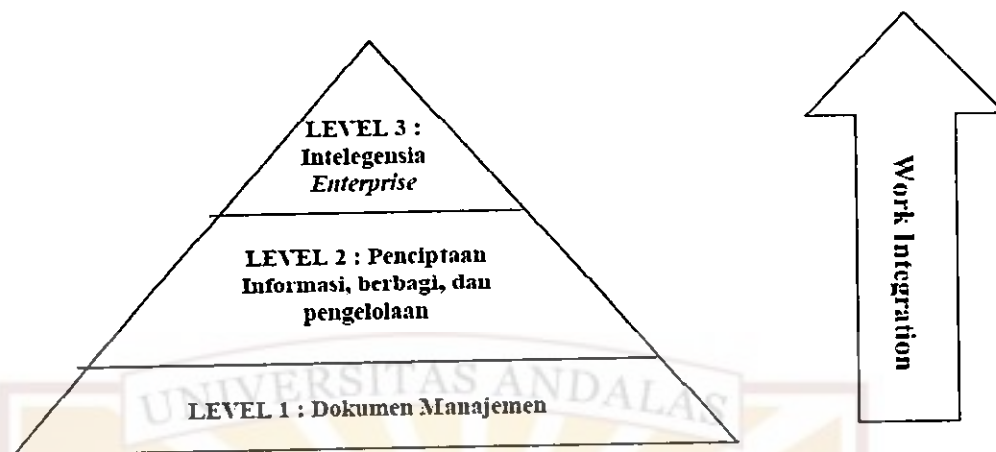 LEVEL 3 :
Intelegensia
Enterprise
LEVEL 2 : Penciptaan
Informasi, berbagi, dan
pengelolaan
LEVEL 1 : Dokumen Manajemen
Work Integration
UNIVERSITAS ANDALAS